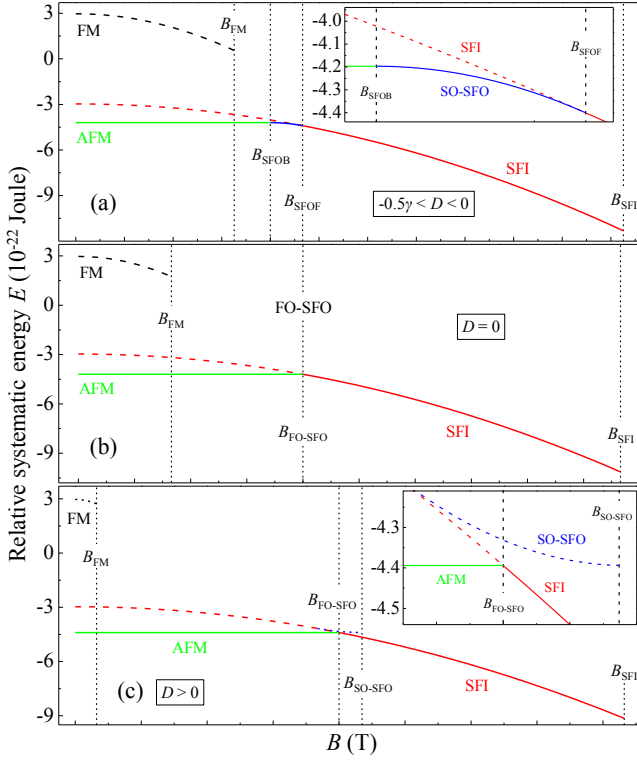 Relative systematic energy E (10⁻²² Joule)
3
0
-3
-6
-9
FM
B_FM
AFM
B_SFOB
B_SFOF
(a)
-0.5γ < D < 0
SFI
B_SFI
-4.0
-4.1
-4.2
-4.3
-4.4
SFI
B_SFOF
B_SFOB
SO-SFO
3
0
-3
-6
-9
FM
B_FM
FO-SFO
D = 0
AFM
B_FO-SFO
SFI
B_SFI
(b)
3
0
-3
-6
-9
FM
B_FM
B_FO-SFO
AFM
B_SO-SFO
SFI
B_SFI
(c)
D > 0
-4.3
-4.4
-4.5
B_SO-SFO
SO-SFO
AFM
SFI
B_FO-SFO
B (T)